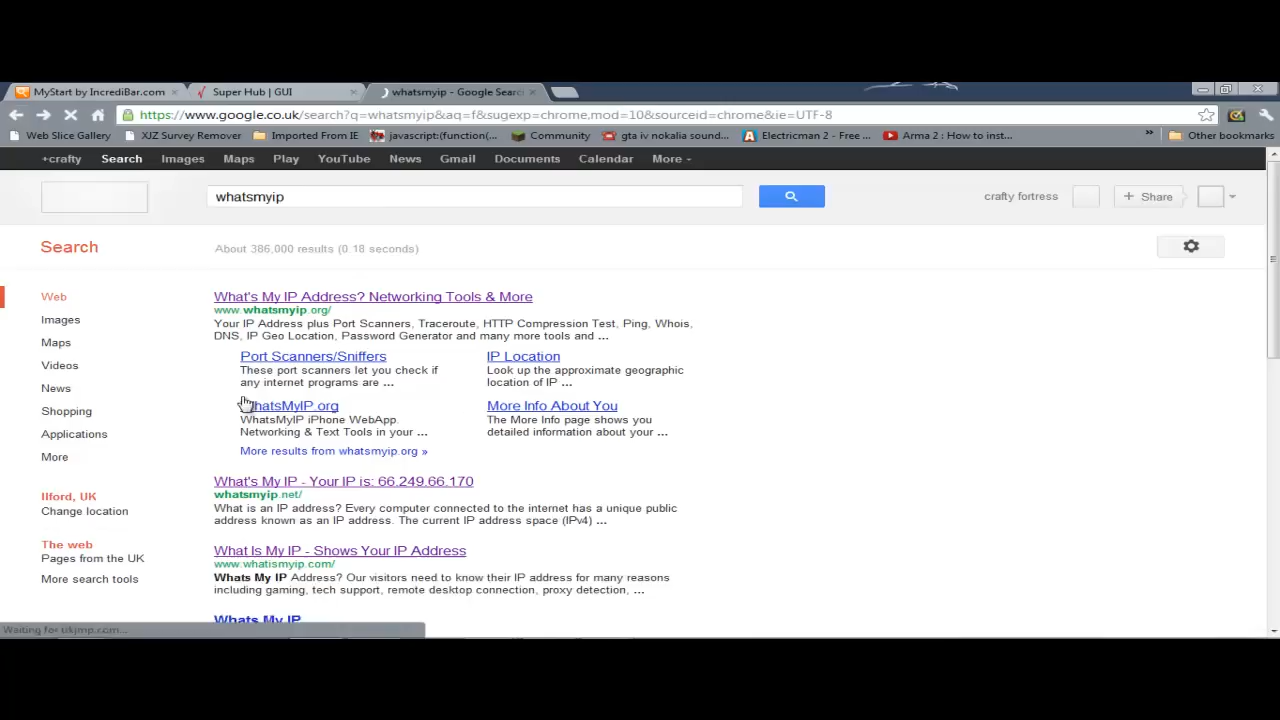 MyStart by IncrediBar.com
Super Hub | GUI
whatsmyip - Google Searc
https://www.google.co.uk/search?q=whatsmyip&aq=f&sugexp=chrome,mod=10&sourceid=chrome&ie=UTF-8
Web Slice Gallery XJZ Survey Remover Imported From IE javascript:(function(... Community gta iv nokalia sound... Electricman 2 - Free ... Arma 2 : How to inst... » Other bookmarks
+crafty Search Images Maps Play YouTube News Gmail Documents Calendar More
whatsmyip
crafty fortress + Share
Search About 386,000 results (0.18 seconds)
Web
Images
Maps
Videos
News
Shopping
Applications
More
Ilford, UK
Change location
The web
Pages from the UK
More search tools
What's My IP Address? Networking Tools & More
www.whatsmyip.org/
Your IP Address plus Port Scanners, Traceroute, HTTP Compression Test, Ping, Whois,
DNS, IP Geo Location, Password Generator and many more tools and ...
Port Scanners/Sniffers
These port scanners let you check if
any internet programs are ...
IP Location
Look up the approximate geographic
location of IP ...
hatsMyIP.org
WhatsMyIP iPhone WebApp.
Networking & Text Tools in your ...
More Info About You
The More Info page shows you
detailed information about your ...
More results from whatsmyip.org »
What's My IP - Your IP is: 66.249.66.170
whatsmyip.net/
What is an IP address? Every computer connected to the internet has a unique public
address known as an IP address. The current IP address space (IPv4) ...
What Is My IP - Shows Your IP Address
www.whatismyip.com/
Whats My IP Address? Our visitors need to know their IP address for many reasons
including gaming, tech support, remote desktop connection, proxy detection, ...
Whats My IP
Waiting for ukjmp.com...